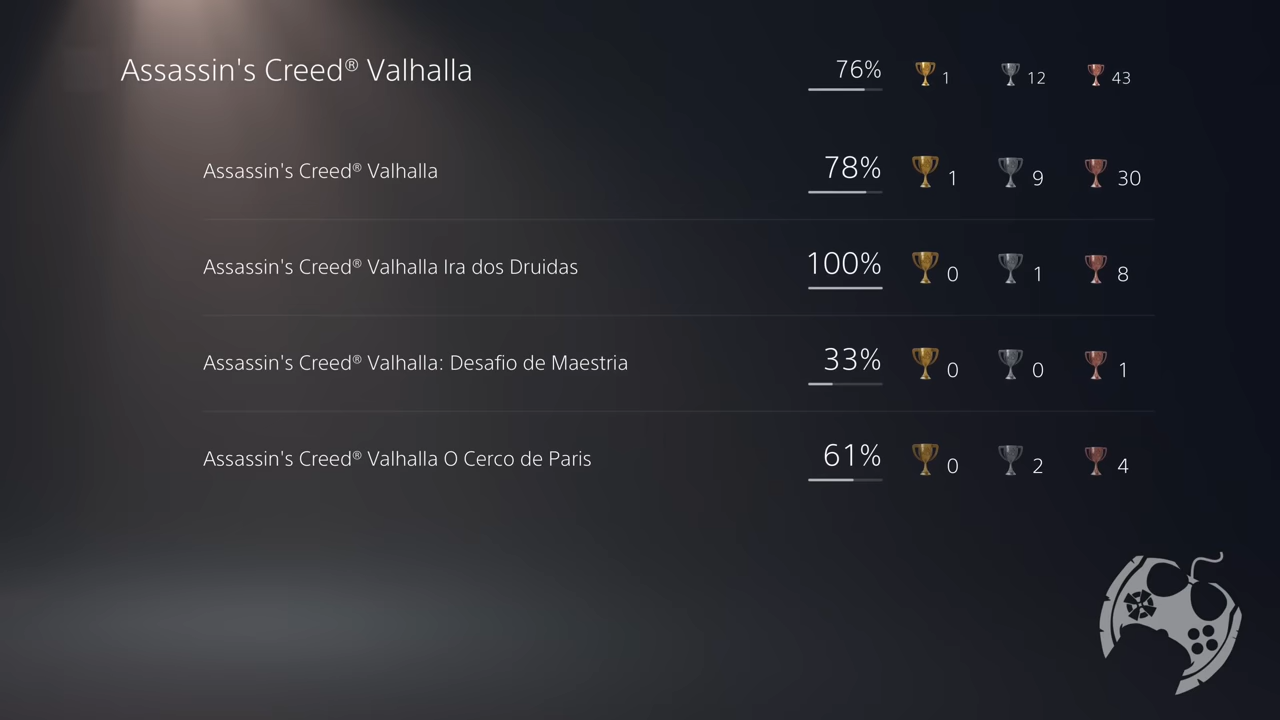 Assassin's Creed® Valhalla 76% 1 12 43
Assassin's Creed® Valhalla 78% 1 9 30
Assassin's Creed® Valhalla Ira dos Druidas 100% 0 1 8
Assassin's Creed® Valhalla: Desafio de Maestria 33% 0 0 1
Assassin's Creed® Valhalla O Cerco de Paris 61% 0 2 4